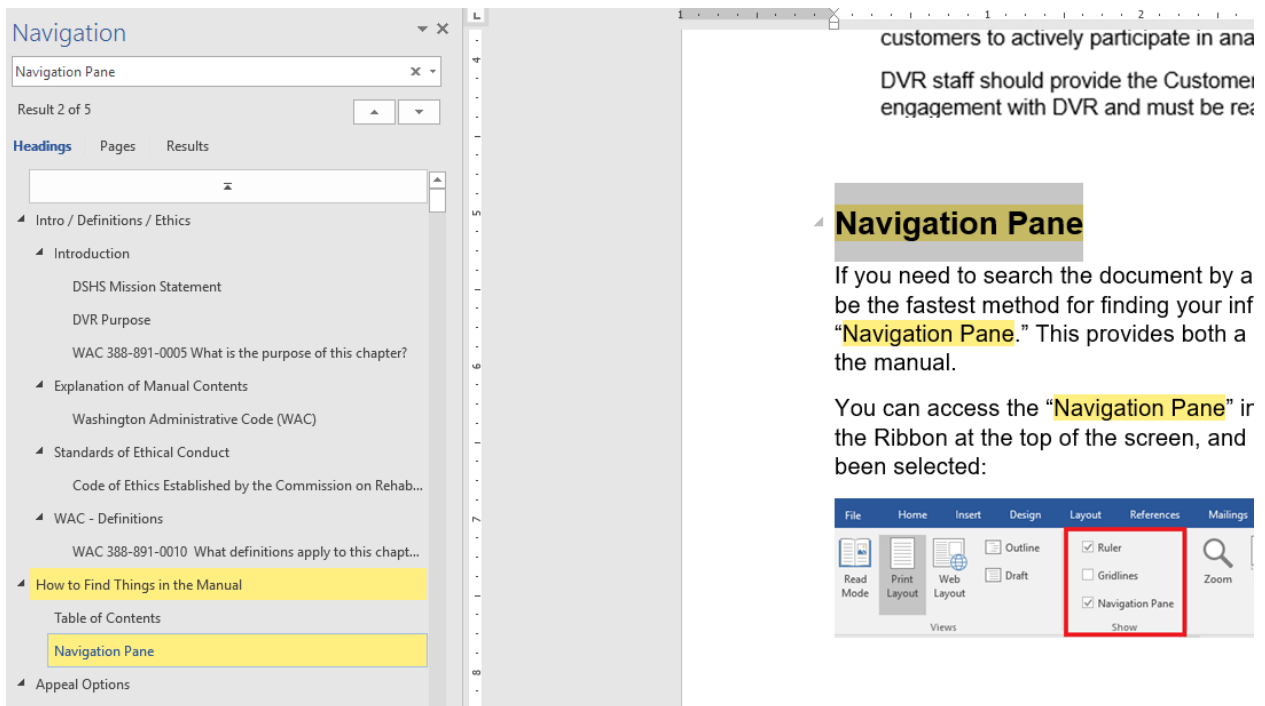 Navigation
Navigation Pane
Result 2 of 5
Headings Pages Results
Intro / Definitions / Ethics
Introduction
DSHS Mission Statement
DVR Purpose
WAC 388-891-0005 What is the purpose of this chapter?
Explanation of Manual Contents
Washington Administrative Code (WAC)
Standards of Ethical Conduct
Code of Ethics Established by the Commission on Rehab...
WAC - Definitions
WAC 388-891-0010 What definitions apply to this chapt...
How to Find Things in the Manual
Table of Contents
Navigation Pane
Appeal Options
L
4
5
6
7
8
1 1 2
customers to actively participate in ana
DVR staff should provide the Customer
engagement with DVR and must be rea
Navigation Pane
If you need to search the document by a
be the fastest method for finding your inf
“Navigation Pane.” This provides both a
the manual.
You can access the “Navigation Pane” in
the Ribbon at the top of the screen, and
been selected:
File Home Insert Design Layout References Mailings
Read Mode
Print Layout
Web Layout
Outline
Draft
Views
Ruler
Gridlines
Navigation Pane
Show
Zoom